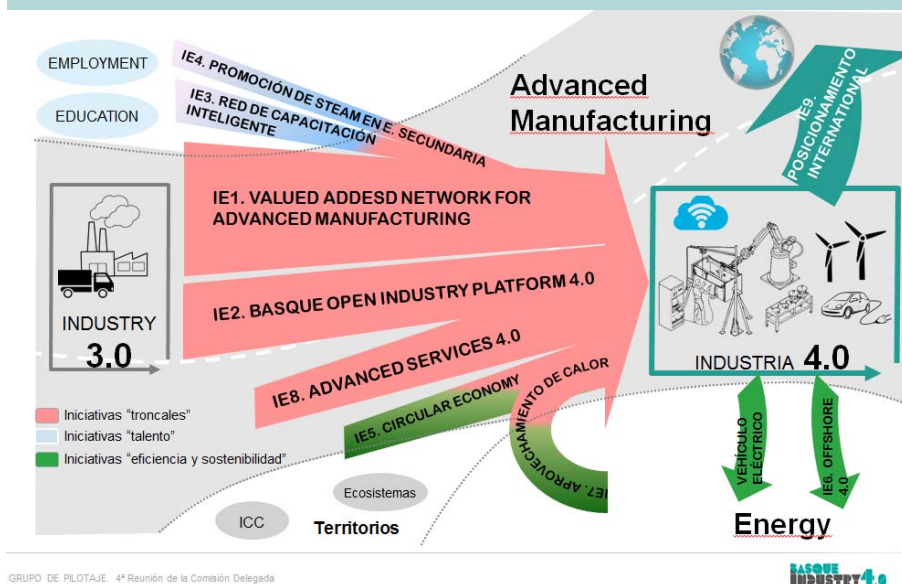 EMPLOYMENT
EDUCATION
IE4. PROMOCIÓN DE STEAM EN E. SECUNDARIA
IE3. RED DE CAPACITACIÓN
INTELIGENTE
Advanced
Manufacturing
IE9.
POSICIONAMIENTO
INTERNATIONAL
IE1. VALUED ADDESD NETWORK FOR
ADVANCED MANUFACTURING
INDUSTRY
3.0
IE2. BASQUE OPEN INDUSTRY PLATFORM 4.0
INDUSTRIA 4.0
IE8. ADVANCED SERVICES 4.0
IE5. CIRCULAR ECONOMY
IE7. APROVECHAMIENTO DE CALOR
Iniciativas “troncales”
Iniciativas “talento”
Iniciativas “eficiencia y sostenibilidad”
VEHÍCULO
ELÉCTRICO
IE6. OFFSHORE
4.0
Energy
Ecosistemas
ICC
Territorios
GRUPO DE PILOTAJE. 4ª Reunión de la Comisión Delegada
BASQUE
INDUSTRY 4.0